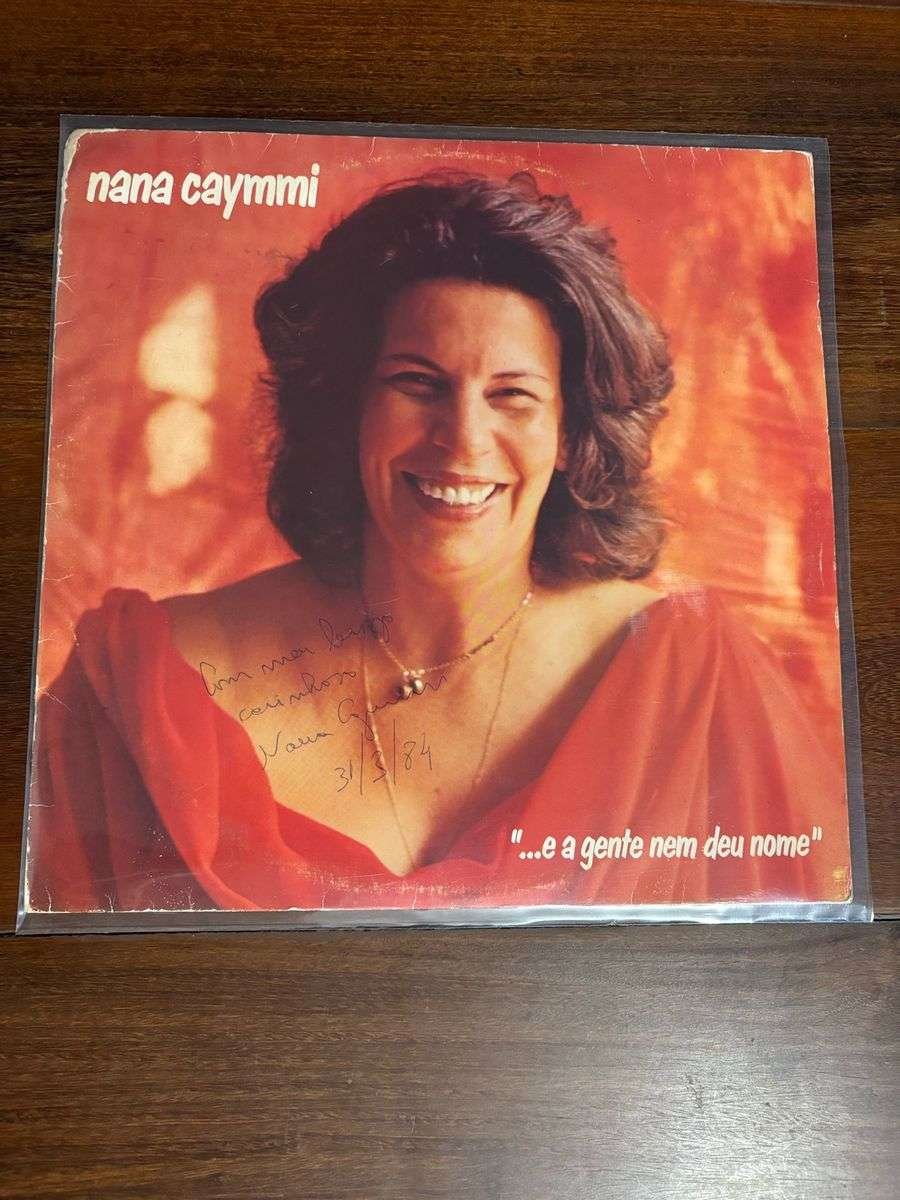 nana caymmi
Com meu beijo
carinhoso
Nana Caymmi
31/3/84
"...e a gente nem deu nome"